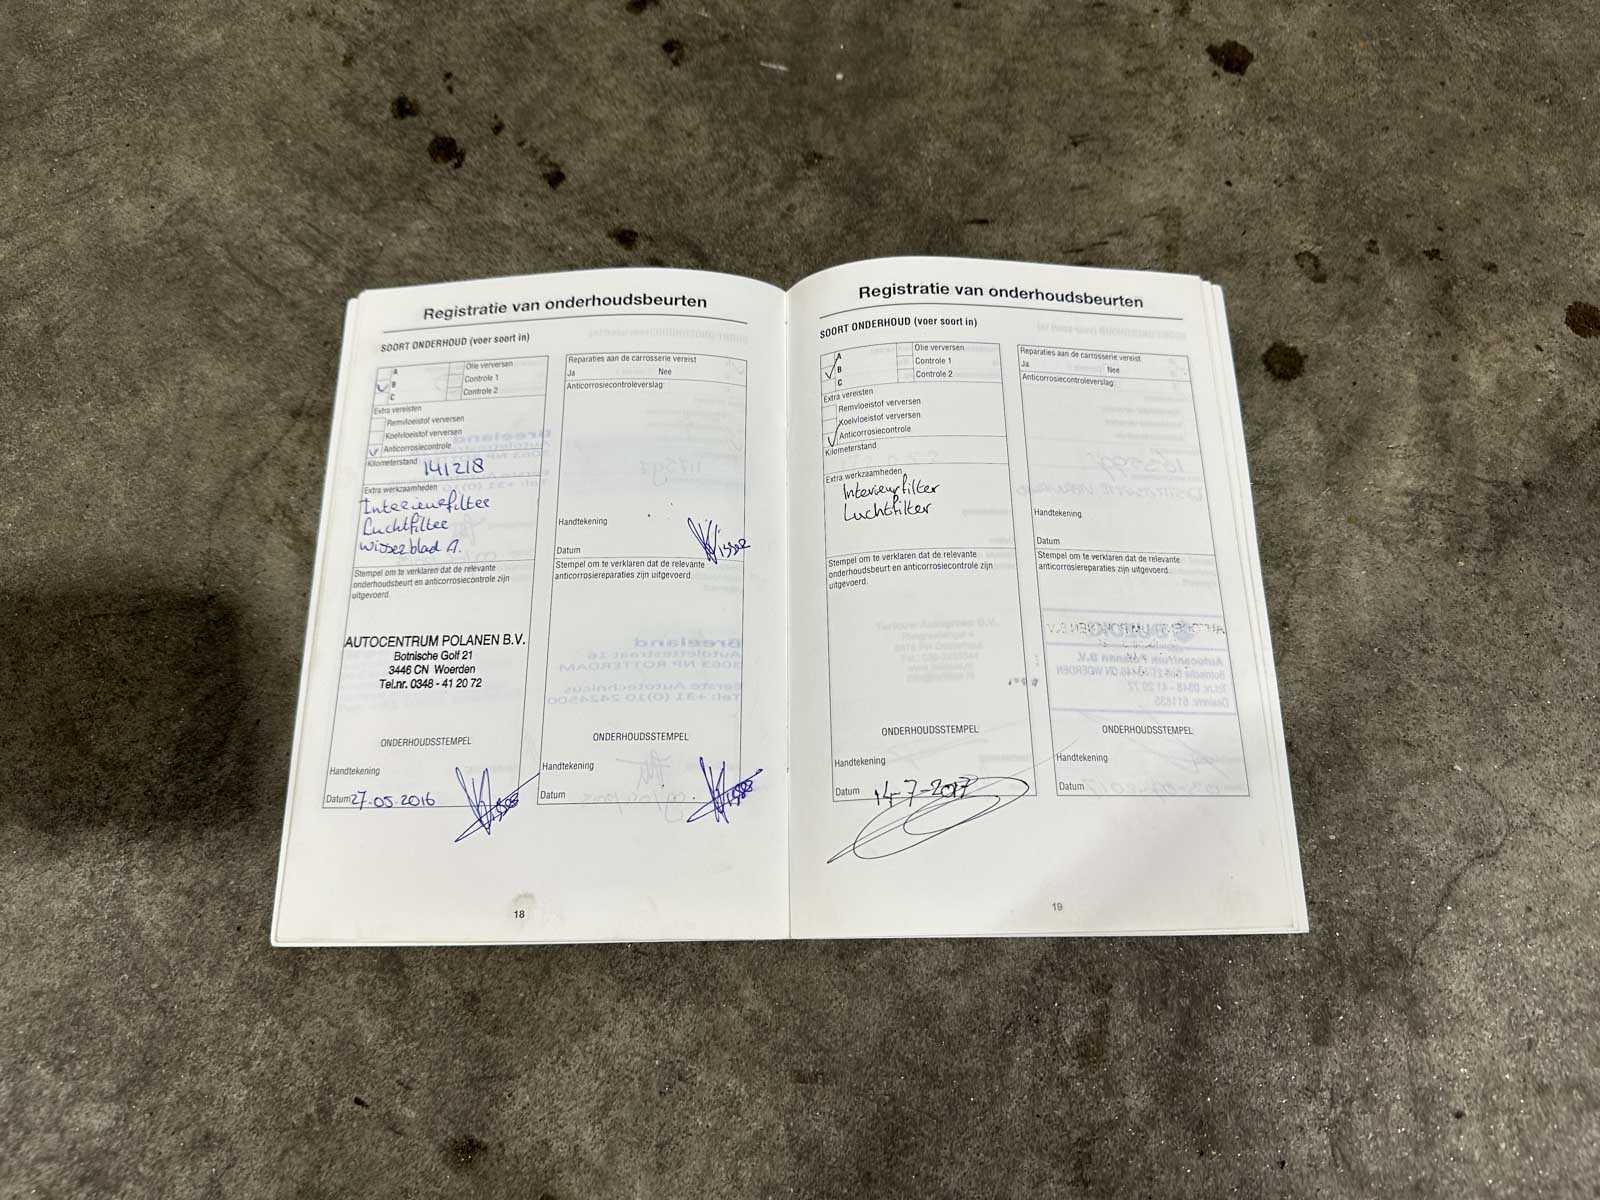 Registratie van onderhoudsbeurten
SOORT ONDERHOUD (voer soort in)
A
B
C
Olie verversen
Controle 1
Controle 2
Extra vereisten
Remvloeistof verversen
Koelvloeistof verversen
Anticorrosiecontrole
Kilometerstand 141218
Extra werkzaamheden
Interieurfilter
Luchtfilter
Wisserblad A.
Stempel om te verklaren dat de relevante
onderhoudsbeurt en anticorrosiecontrole zijn
uitgevoerd.
AUTOCENTRUM POLANEN B.V.
Botnische Golf 21
3446 CN Woerden
Tel.nr. 0348 - 41 20 72
ONDERHOUDSSTEMPEL
Handtekening
Datum 27-05-2016
Reparaties aan de carrosserie vereist
Ja Nee
Anticorrosiecontroleverslag:
Handtekening
Datum
Stempel om te verklaren dat de relevante
anticorrosiereparaties zijn uitgevoerd.
ONDERHOUDSSTEMPEL
Handtekening
Datum
18
Registratie van onderhoudsbeurten
SOORT ONDERHOUD (voer soort in)
A
B
C
Olie verversen
Controle 1
Controle 2
Extra vereisten
Remvloeistof verversen
Koelvloeistof verversen
Anticorrosiecontrole
Kilometerstand
Extra werkzaamheden
Interieurfilter
Luchtfilter
Stempel om te verklaren dat de relevante
onderhoudsbeurt en anticorrosiecontrole zijn
uitgevoerd.
ONDERHOUDSSTEMPEL
Handtekening
Datum 14-7-2017
Reparaties aan de carrosserie vereist
Ja Nee
Anticorrosiecontroleverslag:
Handtekening
Datum
Stempel om te verklaren dat de relevante
anticorrosiereparaties zijn uitgevoerd.
ONDERHOUDSSTEMPEL
Handtekening
Datum
19